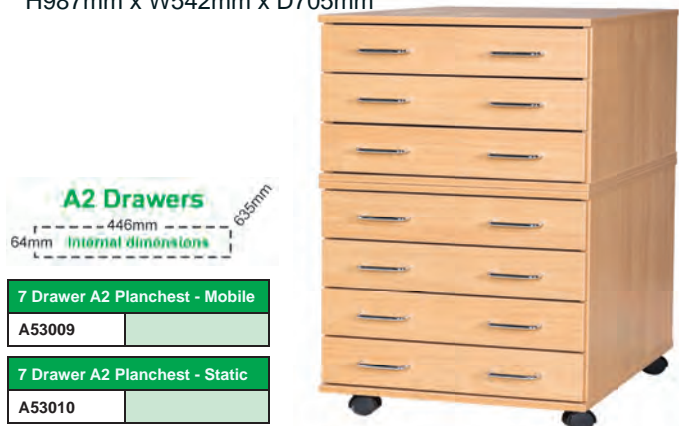 H987mm x W542mm x D705mm
A2 Drawers
446mm
635mm
64mm Internal dimensions
7 Drawer A2 Planchest - Mobile
A53009
7 Drawer A2 Planchest - Static
A53010